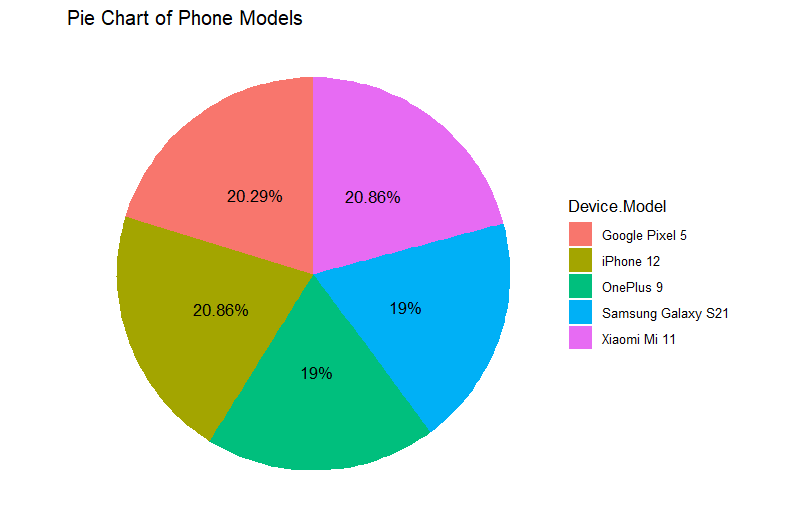 Pie Chart of Phone Models
20.29%
20.86%
20.86%
19%
19%
Device.Model
Google Pixel 5
iPhone 12
OnePlus 9
Samsung Galaxy S21
Xiaomi Mi 11